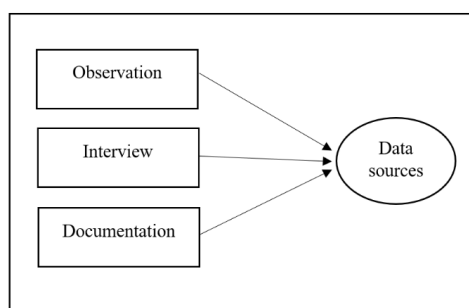 Observation
Interview
Documentation
Data
sources